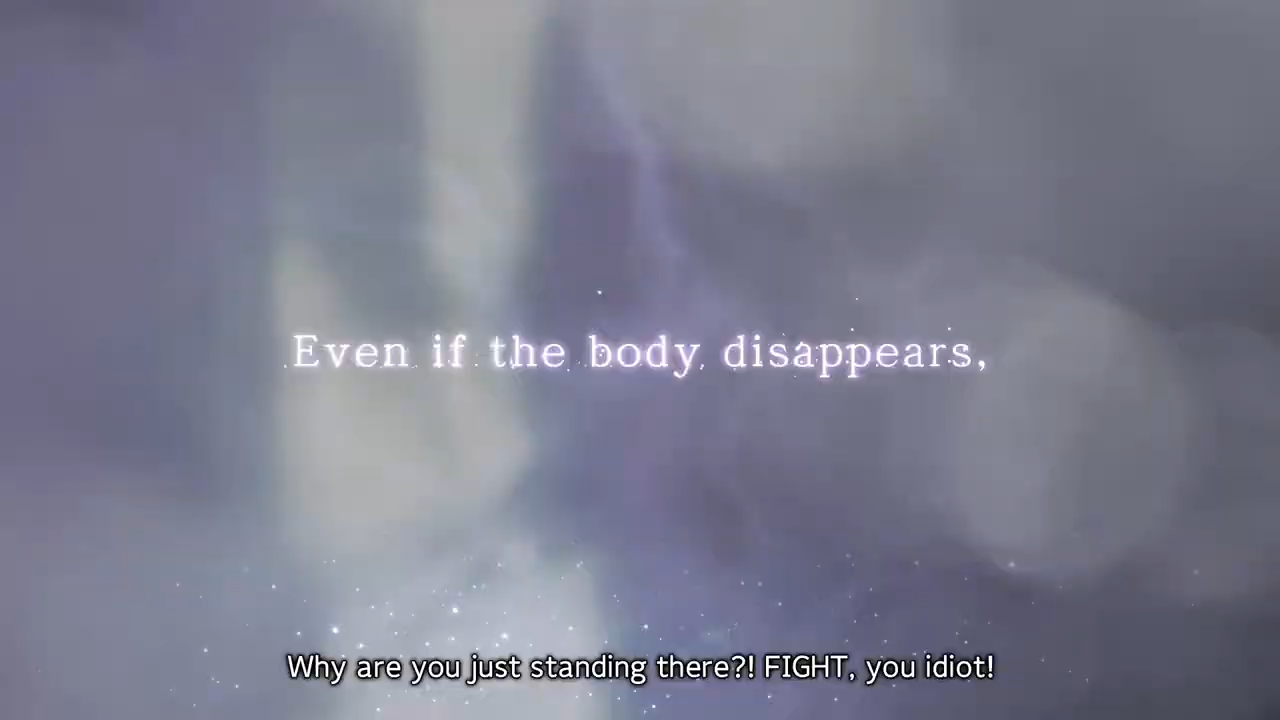 Even if the body disappears,
Why are you just standing there?! FIGHT, you idiot!